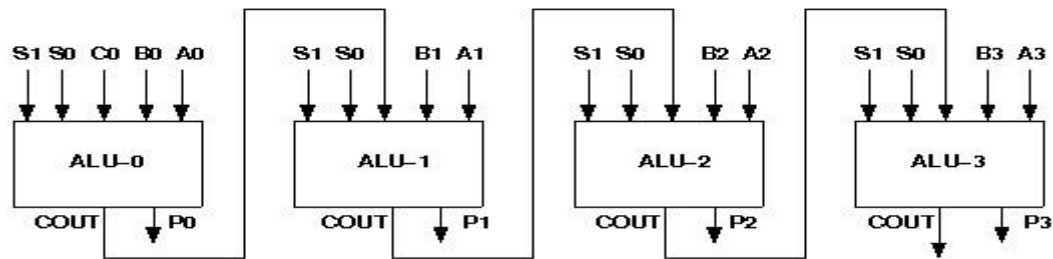 S1 S0 C0 B0 A0 S1 S0 B1 A1 S1 S0 B2 A2 S1 S0 B3 A3
ALU-0 ALU-1 ALU-2 ALU-3
COUT P0 COUT P1 COUT P2 COUT P3